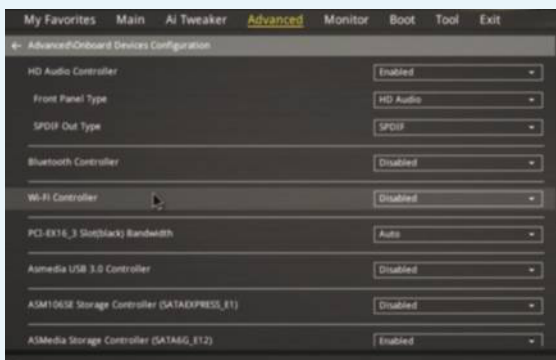 My Favorites Main Ai Tweaker Advanced Monitor Boot Tool Exit
← Advanced\Onboard Devices Configuration
HD Audio Controller Enabled
Front Panel Type HD Audio
SPDIF Out Type SPDIF
Bluetooth Controller Disabled
Wi-Fi Controller Disabled
PCI-EX16_3 Slot(black) Bandwidth Auto
Asmedia USB 3.0 Controller Disabled
ASM106SE Storage Controller (SATAEXPRESS_E1) Disabled
ASMedia Storage Controller (SATA6G_E12) Enabled